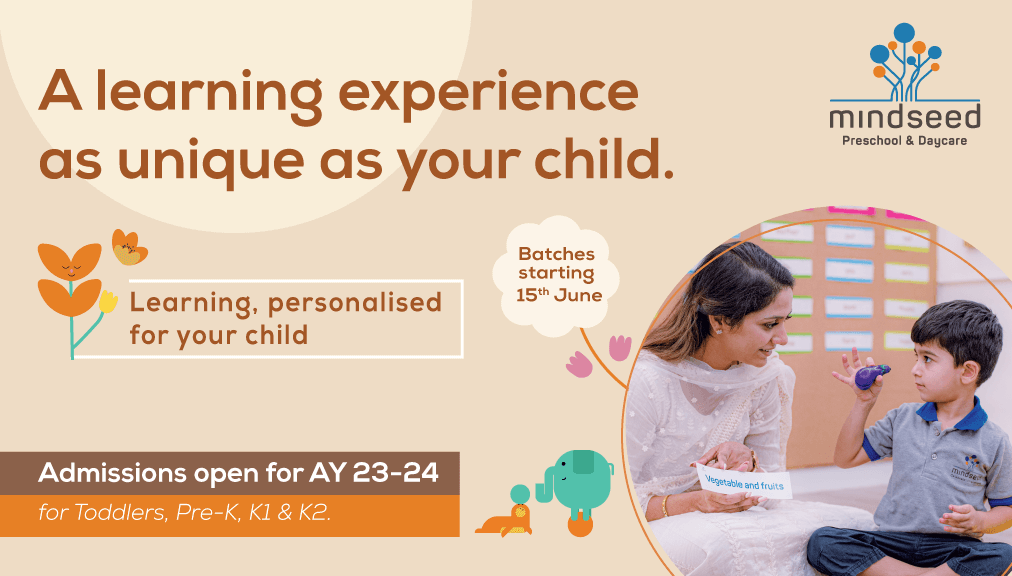 A learning experience
as unique as your child.
mindseed
Preschool & Daycare
Learning, personalised
for your child
Batches
starting
15th June
Admissions open for AY 23-24
for Toddlers, Pre-K, K1 & K2.
Vegetable and fruits
mindseed